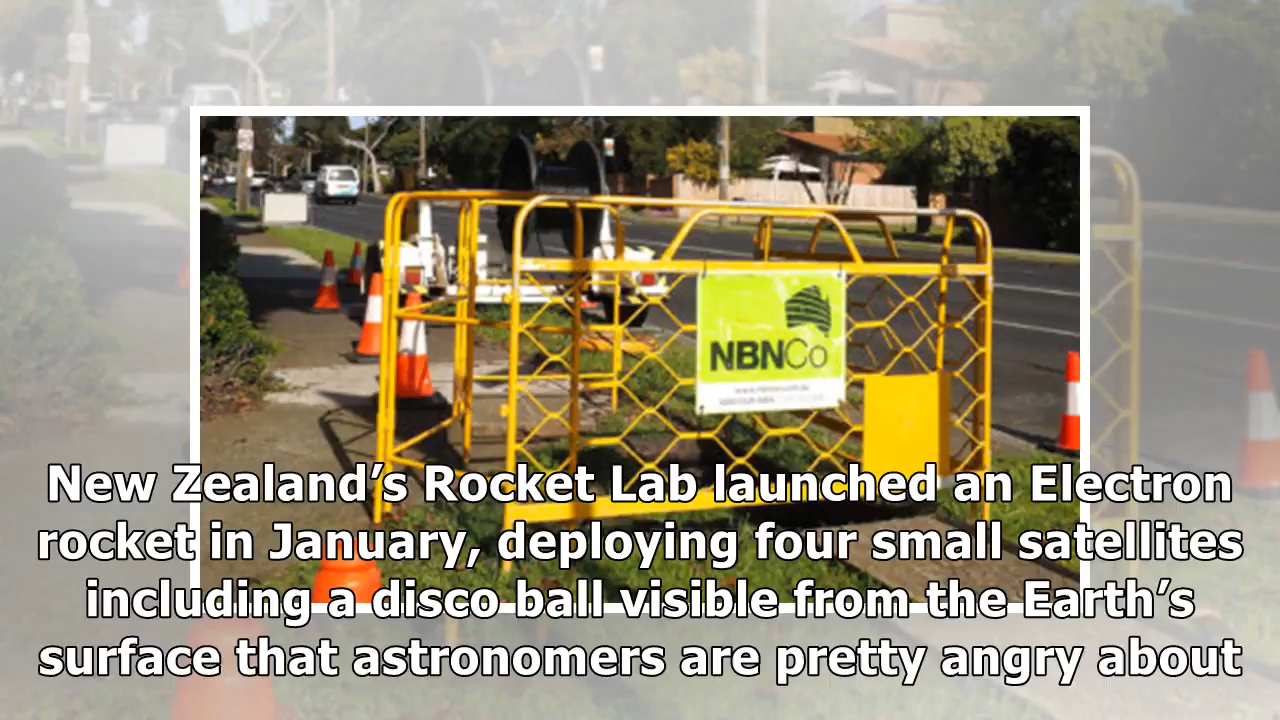 NBNCo
New Zealand’s Rocket Lab launched an Electron
rocket in January, deploying four small satellites
including a disco ball visible from the Earth’s
surface that astronomers are pretty angry about